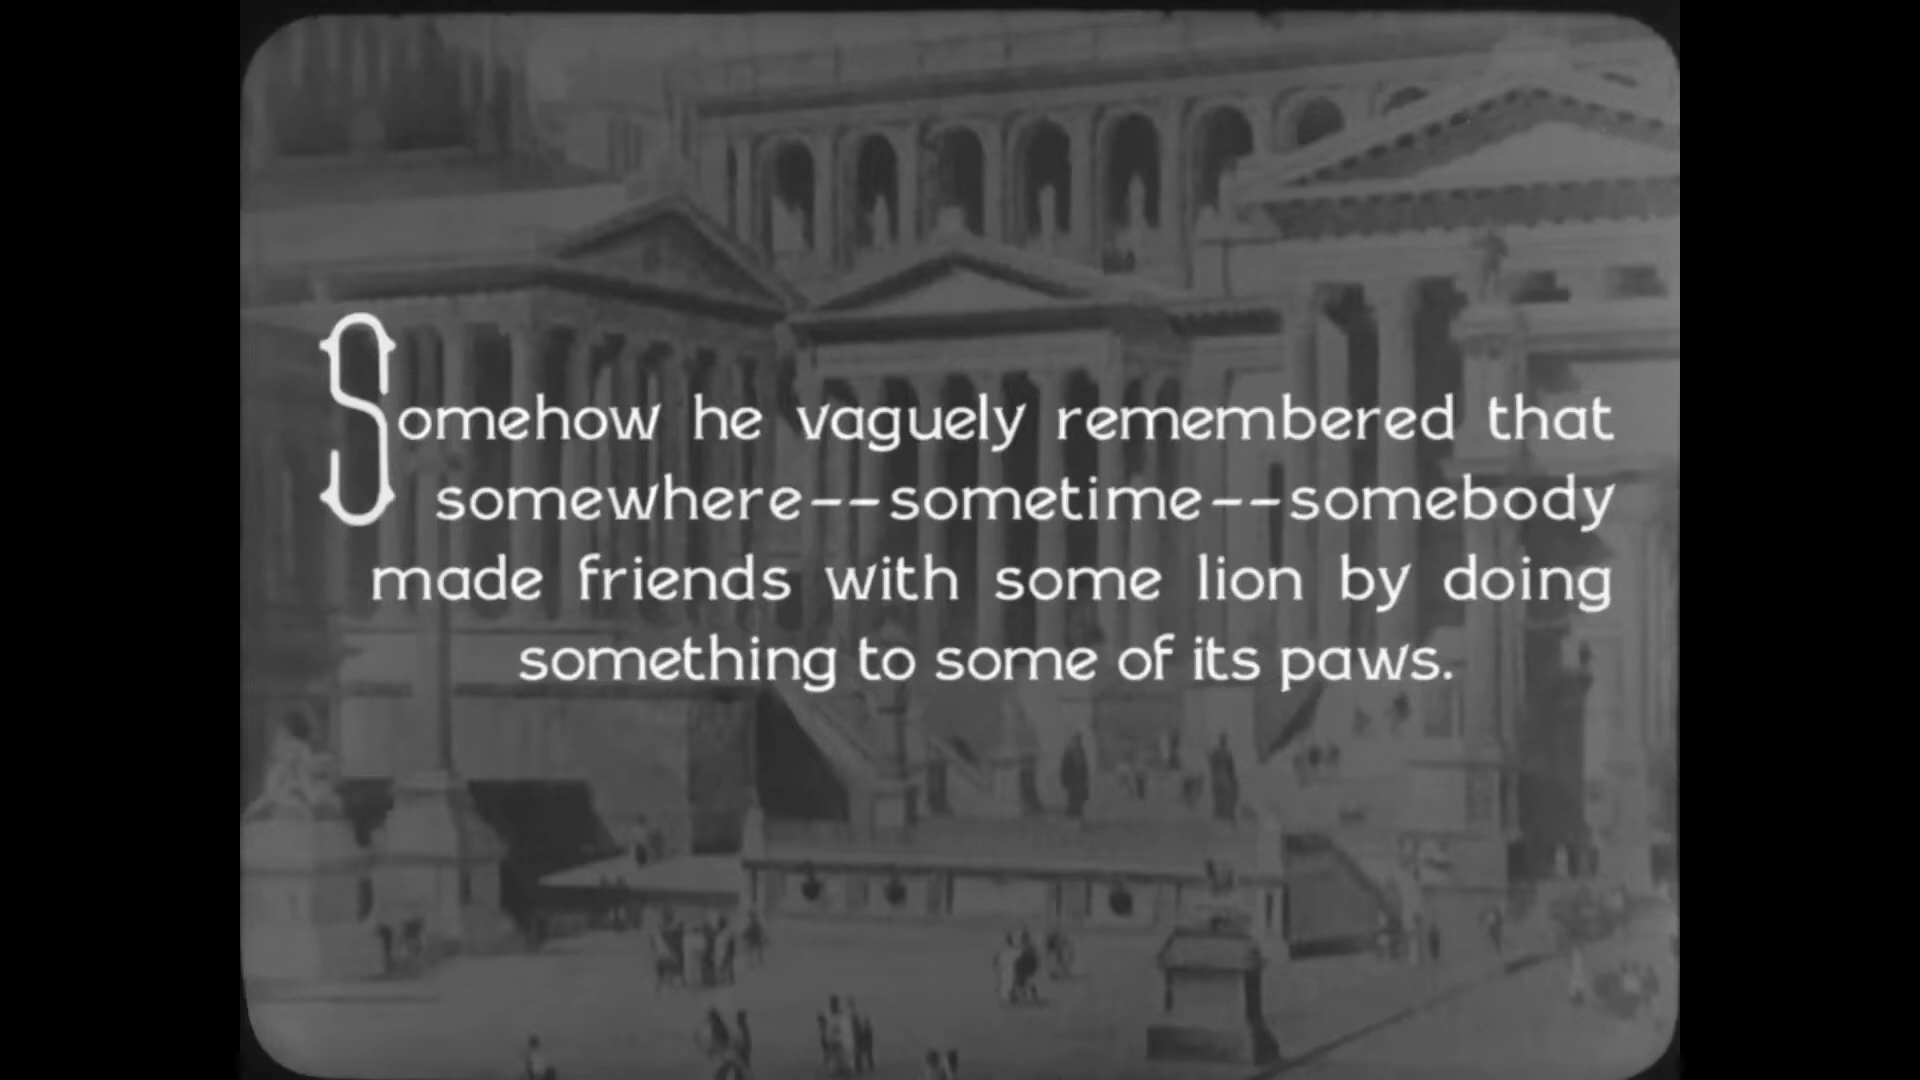 Somehow he vaguely remembered that
somewhere--sometime--somebody
made friends with some lion by doing
something to some of its paws.